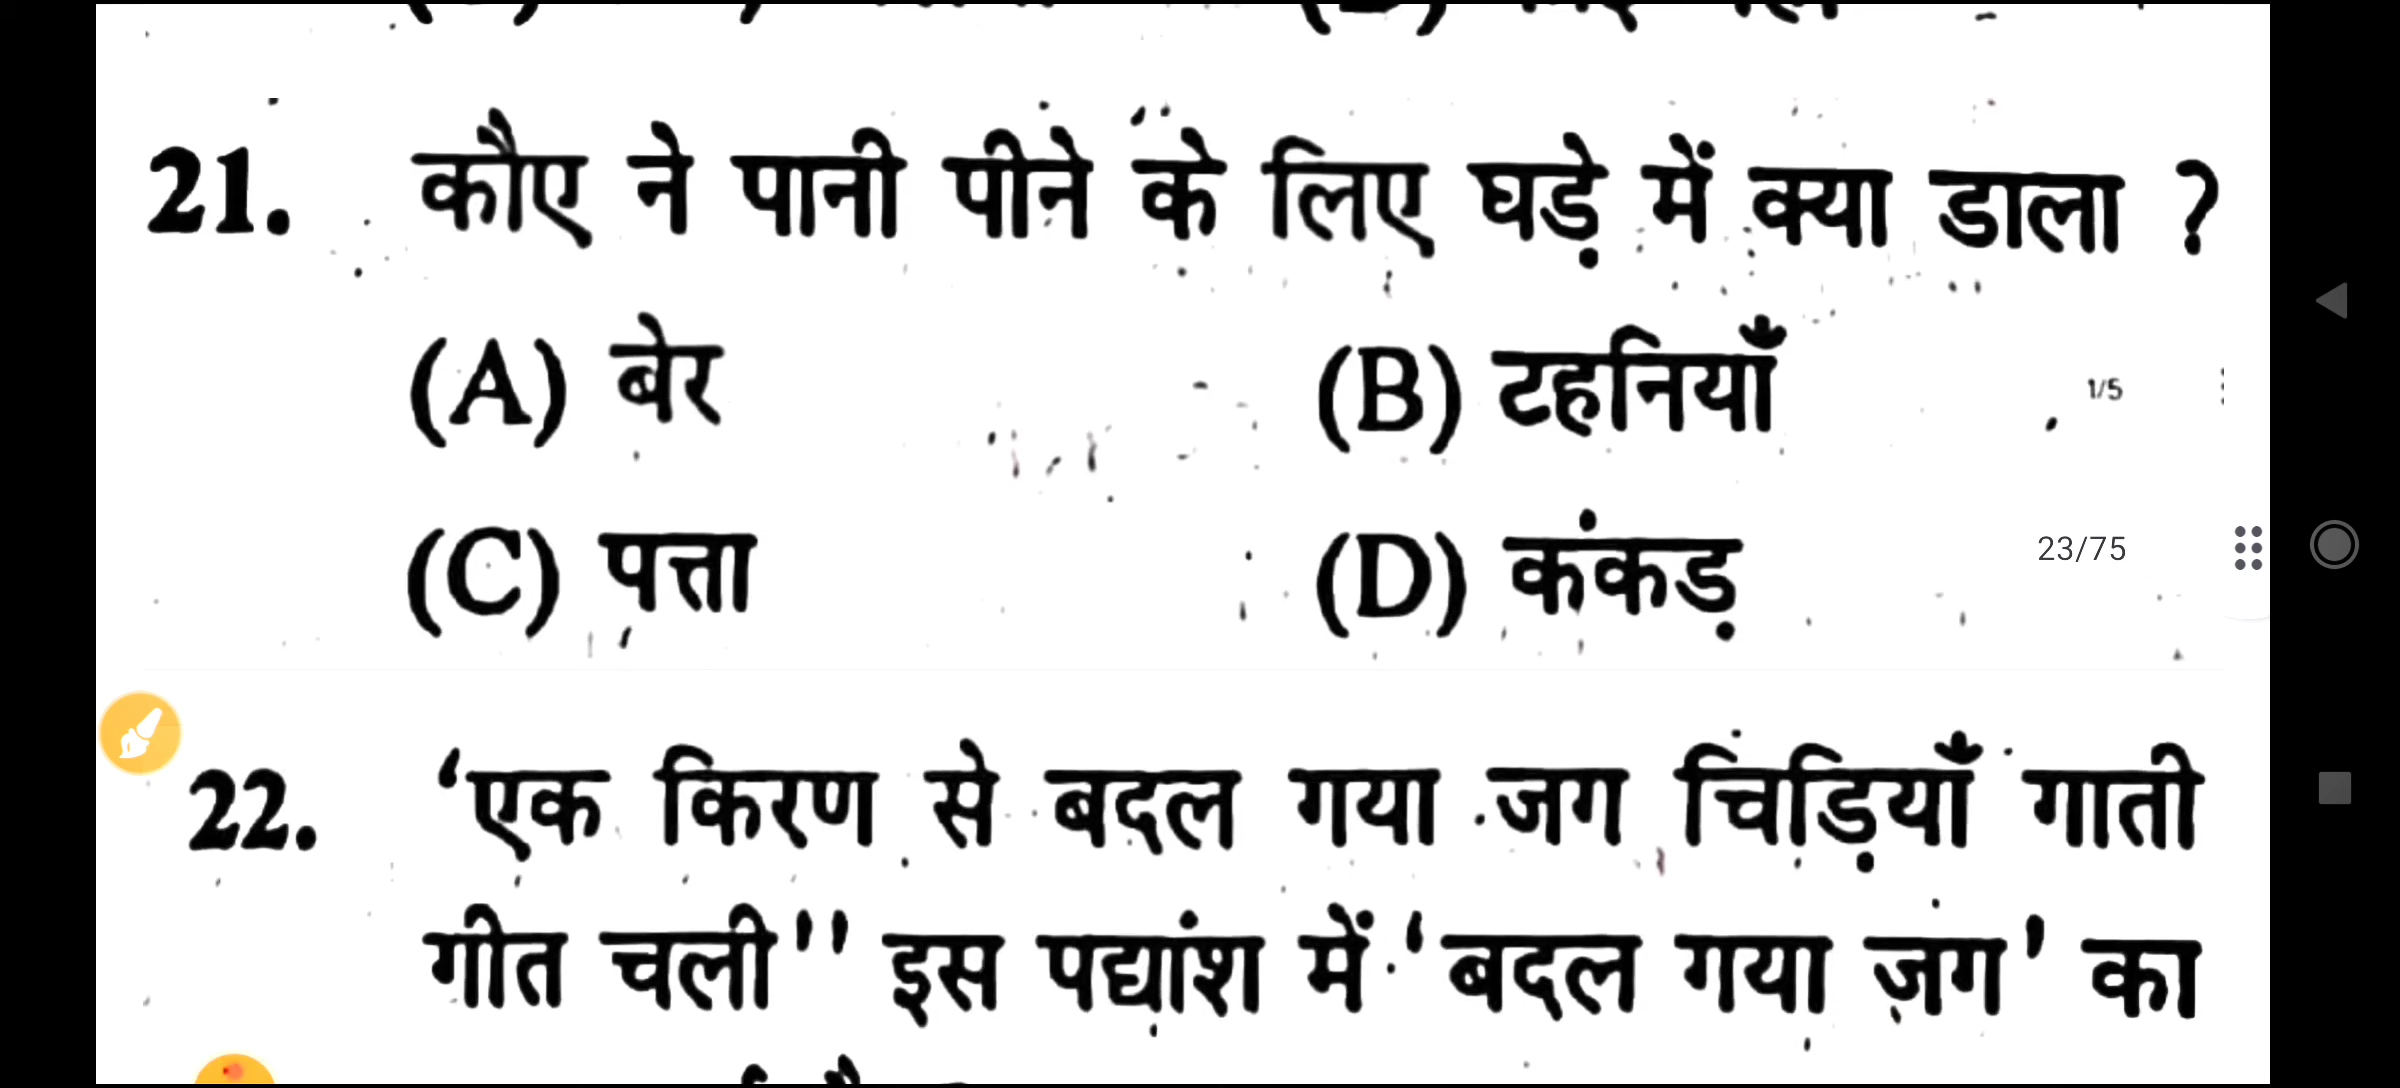 21. कौए ने पानी पीने के लिए घड़े में क्या डाला ?
(A) बेर (B) टहनियाँ
1/5
(C) पत्ता (D) कंकड़
23/75
22. ‘एक किरण से बदल गया जग चिड़ियाँ गाती
गीत चली'' इस पद्यांश में ‘बदल गया जग' का